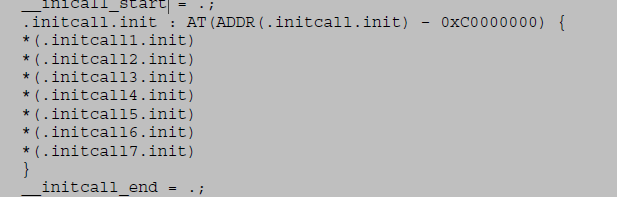 __inicall_start = .;
.initcall.init : AT(ADDR(.initcall.init) - 0xC0000000) {
*(.initcall1.init)
*(.initcall2.init)
*(.initcall3.init)
*(.initcall4.init)
*(.initcall5.init)
*(.initcall6.init)
*(.initcall7.init)
}
__initcall_end = .;